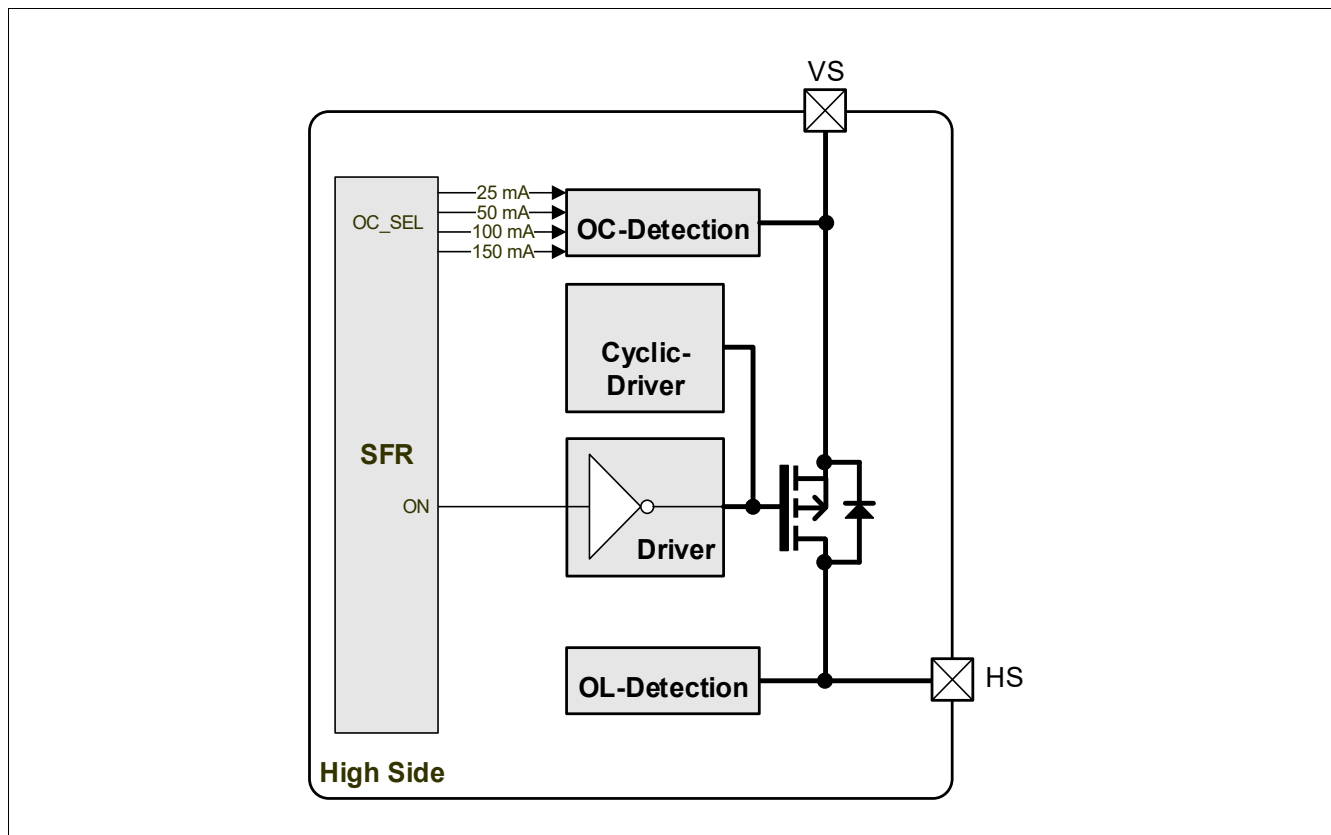 VS
25 mA
50 mA
OC_SEL
100 mA
150 mA
OC-Detection
Cyclic-
Driver
SFR
ON
Driver
OL-Detection
HS
High Side